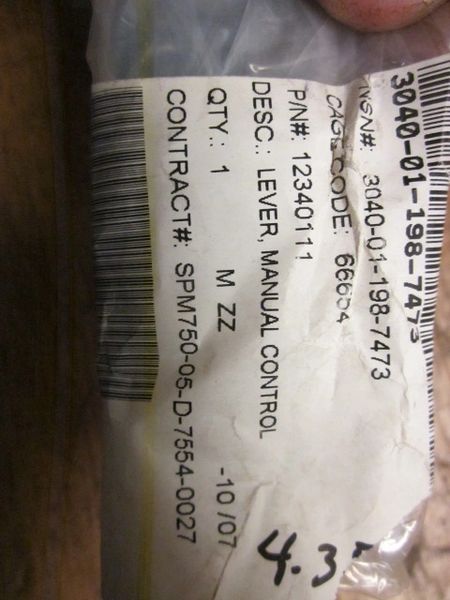 3040-01-198-7473
NSN#: 3040-01-198-7473
CAGE CODE: 66654
P/N#: 12340111
DESC.: LEVER, MANUAL CONTROL
QTY.: 1 M ZZ -10/07
CONTRACT#: SPM750-05-D-7554-0027
4.3